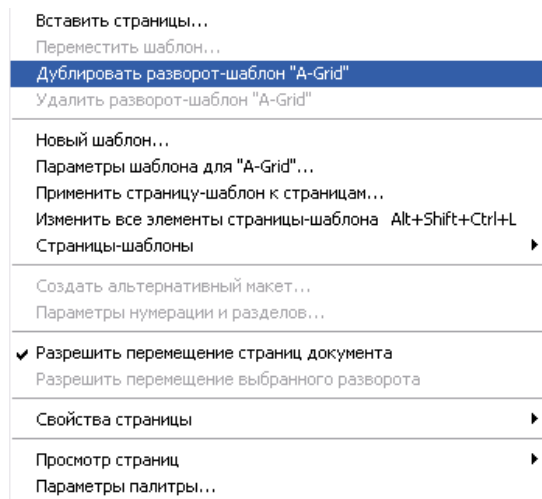 Вставить страницы...
Переместить шаблон...
Дублировать разворот-шаблон "A-Grid"
Удалить разворот-шаблон "A-Grid"
Новый шаблон...
Параметры шаблона для "A-Grid"...
Применить страницу-шаблон к страницам...
Изменить все элементы страницы-шаблона Alt+Shift+Ctrl+L
Страницы-шаблоны
Создать альтернативный макет...
Параметры нумерации и разделов...
Разрешить перемещение страниц документа
Разрешить перемещение выбранного разворота
Свойства страницы
Просмотр страниц
Параметры палитры...